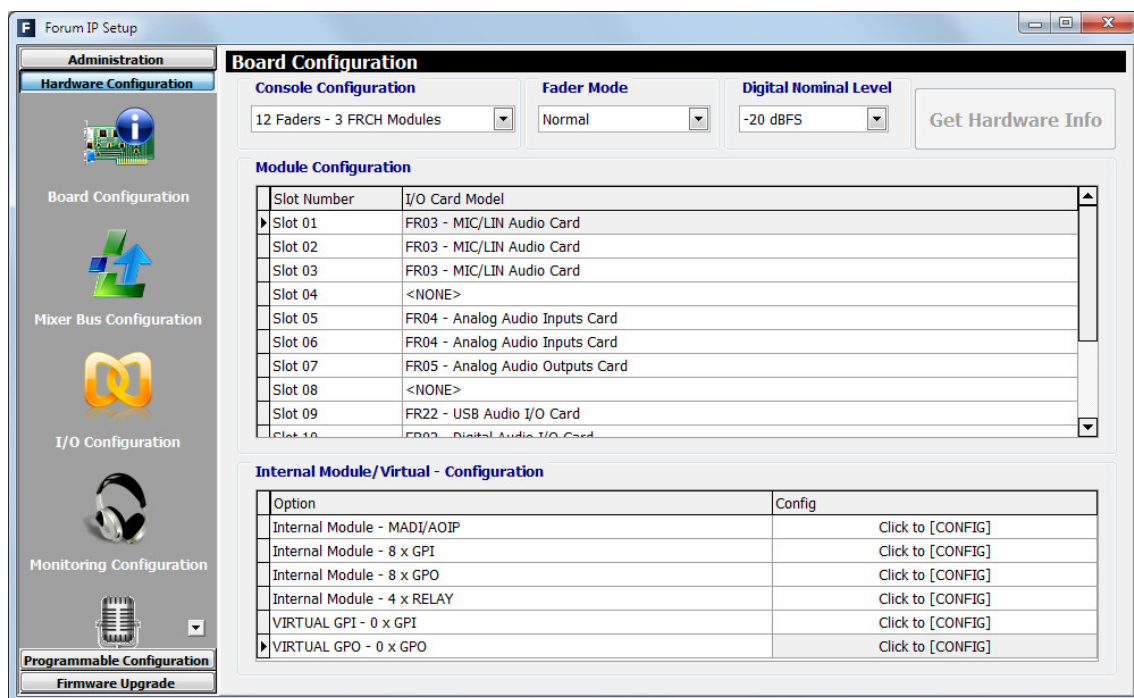 F Forum IP Setup
Administration
Hardware Configuration
Board Configuration
Mixer Bus Configuration
I/O Configuration
Monitoring Configuration
Programmable Configuration
Firmware Upgrade
Board Configuration
Console Configuration Fader Mode Digital Nominal Level
12 Faders - 3 FRCH Modules Normal -20 dBFS Get Hardware Info
Module Configuration
Slot Number I/O Card Model
Slot 01 FR03 - MIC/LIN Audio Card
Slot 02 FR03 - MIC/LIN Audio Card
Slot 03 FR03 - MIC/LIN Audio Card
Slot 04 <NONE>
Slot 05 FR04 - Analog Audio Inputs Card
Slot 06 FR04 - Analog Audio Inputs Card
Slot 07 FR05 - Analog Audio Outputs Card
Slot 08 <NONE>
Slot 09 FR22 - USB Audio I/O Card
Slot 10 FR02 - Digital Audio I/O Card
Internal Module/Virtual - Configuration
Option Config
Internal Module - MADI/AOIP Click to [CONFIG]
Internal Module - 8 x GPI Click to [CONFIG]
Internal Module - 8 x GPO Click to [CONFIG]
Internal Module - 4 x RELAY Click to [CONFIG]
VIRTUAL GPI - 0 x GPI Click to [CONFIG]
VIRTUAL GPO - 0 x GPO Click to [CONFIG]